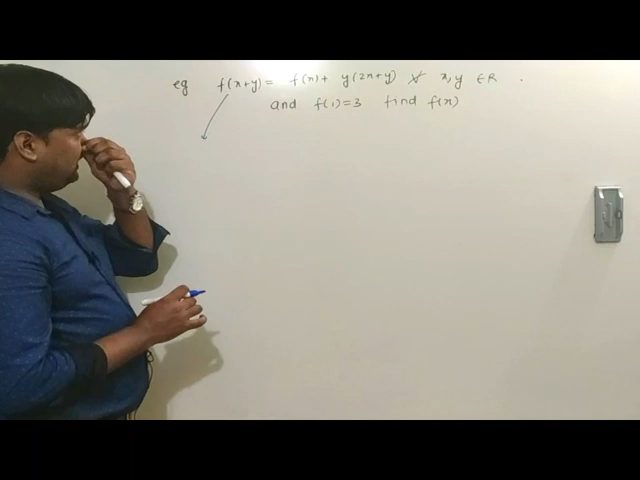 eg f(x+y) = f(x) + y(2x+y) ∀ x, y ∈ R .
and f(1)=3 find f(x)